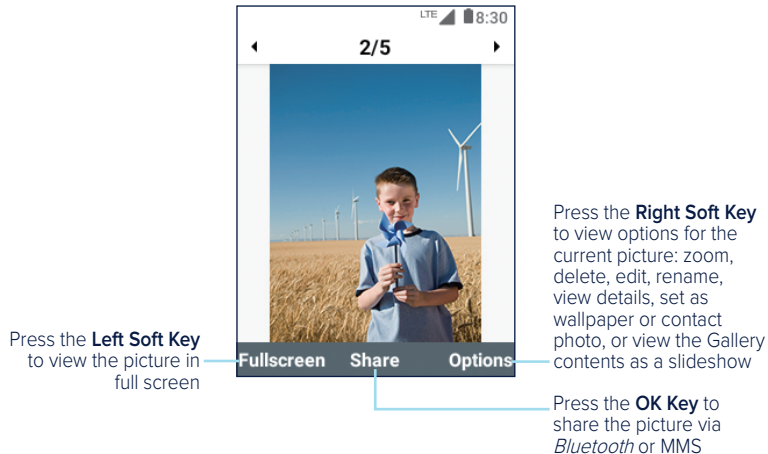 LTE 8:30
2/5
Press the Left Soft Key
to view the picture in
full screen
Fullscreen Share Options
Press the Right Soft Key
to view options for the
current picture: zoom,
delete, edit, rename,
view details, set as
wallpaper or contact
photo, or view the Gallery
contents as a slideshow
Press the OK Key to
share the picture via
Bluetooth or MMS